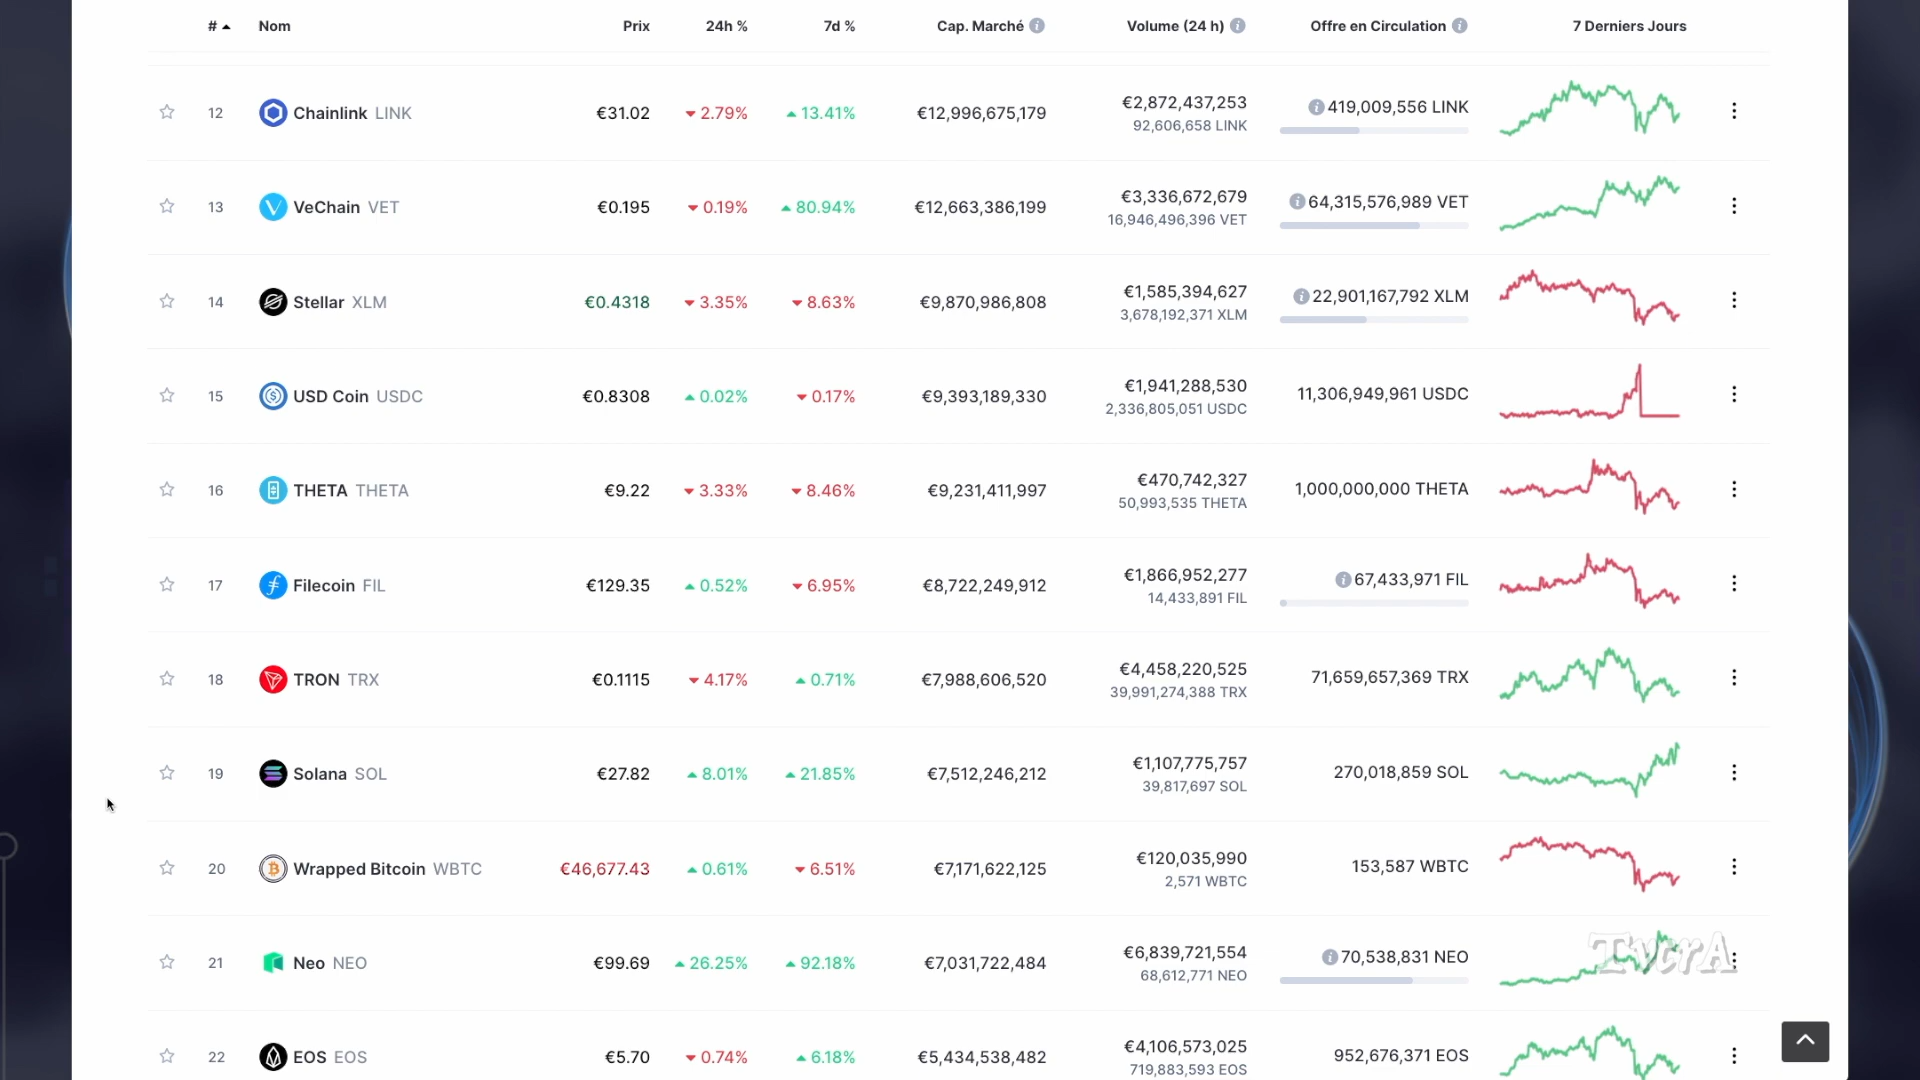 # Nom Prix 24h % 7d % Cap. Marché Volume (24 h) Offre en Circulation 7 Derniers Jours
12 Chainlink LINK €31.02 2.79% 13.41% €12,996,675,179 €2,872,437,253 419,009,556 LINK
92,606,658 LINK
13 VeChain VET €0.195 0.19% 80.94% €12,663,386,199 €3,336,672,679 64,315,576,989 VET
16,946,496,396 VET
14 Stellar XLM €0.4318 3.35% 8.63% €9,870,986,808 €1,585,394,627 22,901,167,792 XLM
3,678,192,371 XLM
15 USD Coin USDC €0.8308 0.02% 0.17% €9,393,189,330 €1,941,288,530 11,306,949,961 USDC
2,336,805,051 USDC
16 THETA THETA €9.22 3.33% 8.46% €9,231,411,997 €470,742,327 1,000,000,000 THETA
50,993,535 THETA
17 Filecoin FIL €129.35 0.52% 6.95% €8,722,249,912 €1,866,952,277 67,433,971 FIL
14,433,891 FIL
18 TRON TRX €0.1115 4.17% 0.71% €7,988,606,520 €4,458,220,525 71,659,657,369 TRX
39,991,274,388 TRX
19 Solana SOL €27.82 8.01% 21.85% €7,512,246,212 €1,107,775,757 270,018,859 SOL
39,817,697 SOL
20 Wrapped Bitcoin WBTC €46,677.43 0.61% 6.51% €7,171,622,125 €120,035,990 153,587 WBTC
2,571 WBTC
21 Neo NEO €99.69 26.25% 92.18% €7,031,722,484 €6,839,721,554 70,538,831 NEO
68,612,771 NEO
TvcrA
22 EOS EOS €5.70 0.74% 6.18% €5,434,538,482 €4,106,573,025 952,676,371 EOS
719,883,593 EOS